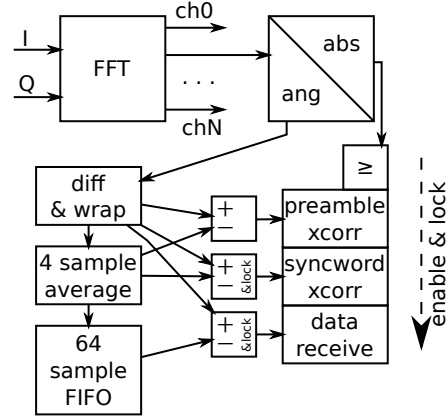 ch0
I
FFT
abs
Q
. . .
ang
chN
≥
diff
& wrap
+
−
preamble
xcorr
4 sample
average
+
−
&lock
syncword
xcorr
64
sample
FIFO
+
−
&lock
data
receive
enable & lock